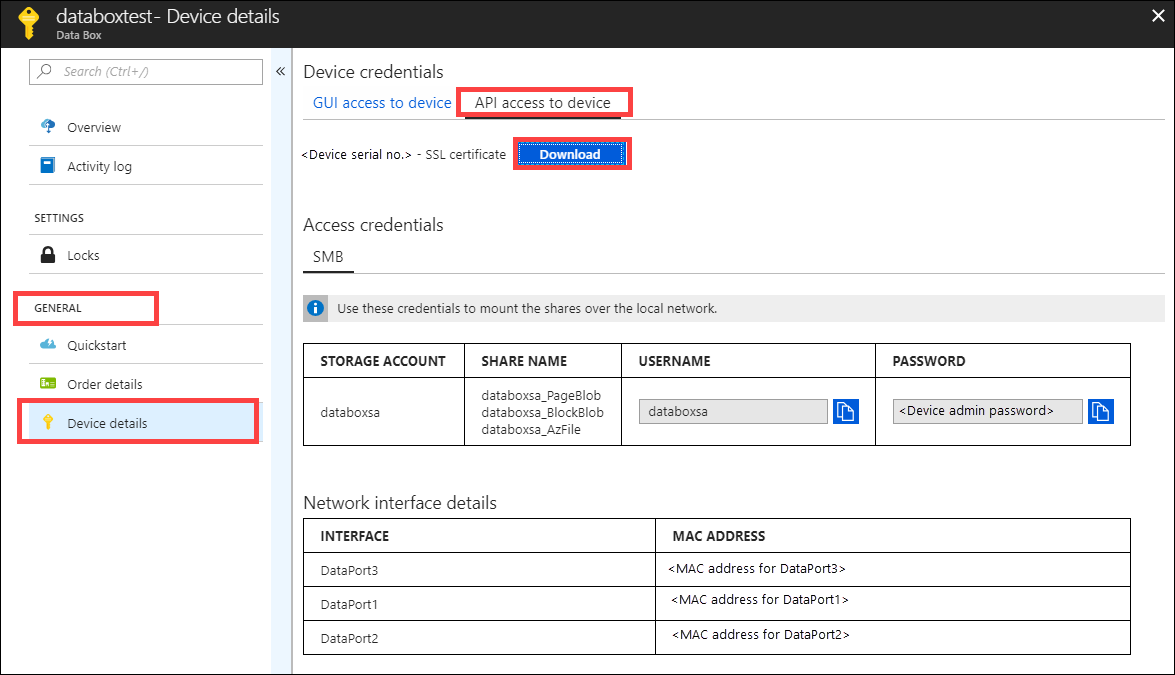 databoxtest- Device details
Data Box
Search (Ctrl+/)
Overview
Activity log
SETTINGS
Locks
GENERAL
Quickstart
Order details
Device details
Device credentials
GUI access to device
API access to device
<Device serial no.> - SSL certificate
Download
Access credentials
SMB
Use these credentials to mount the shares over the local network.
STORAGE ACCOUNT SHARE NAME USERNAME PASSWORD
databoxsa_PageBlob
databoxsa databoxsa_BlockBlob databoxsa <Device admin password>
databoxsa_AzFile
Network interface details
INTERFACE MAC ADDRESS
DataPort3 <MAC address for DataPort3>
DataPort1 <MAC address for DataPort1>
DataPort2 <MAC address for DataPort2>